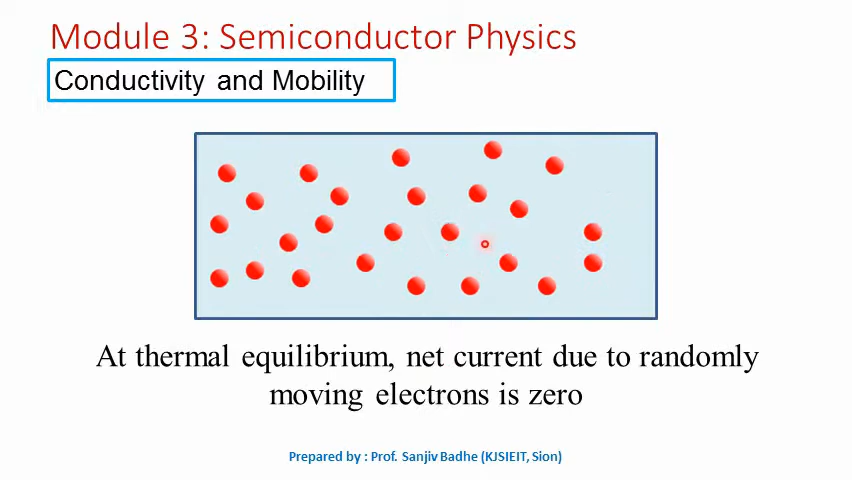 Module 3: Semiconductor Physics
Conductivity and Mobility
At thermal equilibrium, net current due to randomly
moving electrons is zero
Prepared by : Prof. Sanjiv Badhe (KJSIEIT, Sion)